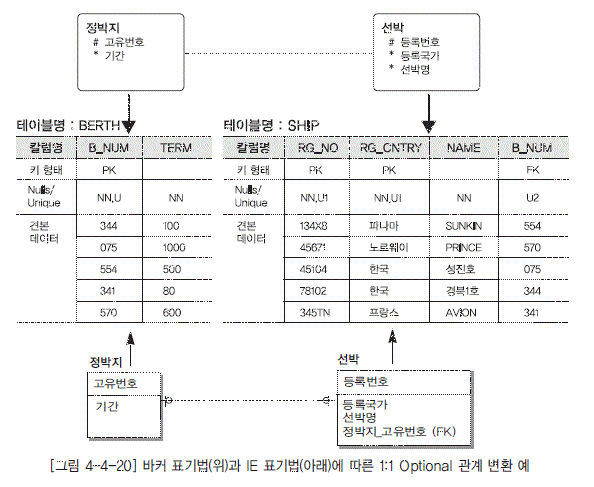 정박지
# 고유번호
* 기간
선박
# 등록번호
* 등록국가
* 선박명
테이블명 : BERTH
칼럼명 B_NUM TERM
키 형태 PK
Nulls/Unique NN,U NN
견본 데이터 344 100
075 1000
554 500
341 80
570 600
테이블명 : SHIP
칼럼명 RG_NO RG_CNTRY NAME B_NUM
키 형태 PK PK FK
Nulls/Unique NN,U1 NN,U1 NN U2
견본 데이터 134X8 파나마 SUNKIN 554
45671 노르웨이 PRINCE 570
45104 한국 성진호 075
78102 한국 경북1호 344
345TN 프랑스 AVION 341
정박지
고유번호
기간
선박
등록번호
등록국가
선박명
정박지_고유번호 (FK)
[그림 4-4-20] 바커 표기법(위)과 IE 표기법(아래)에 따른 1:1 Optional 관계 변환 예